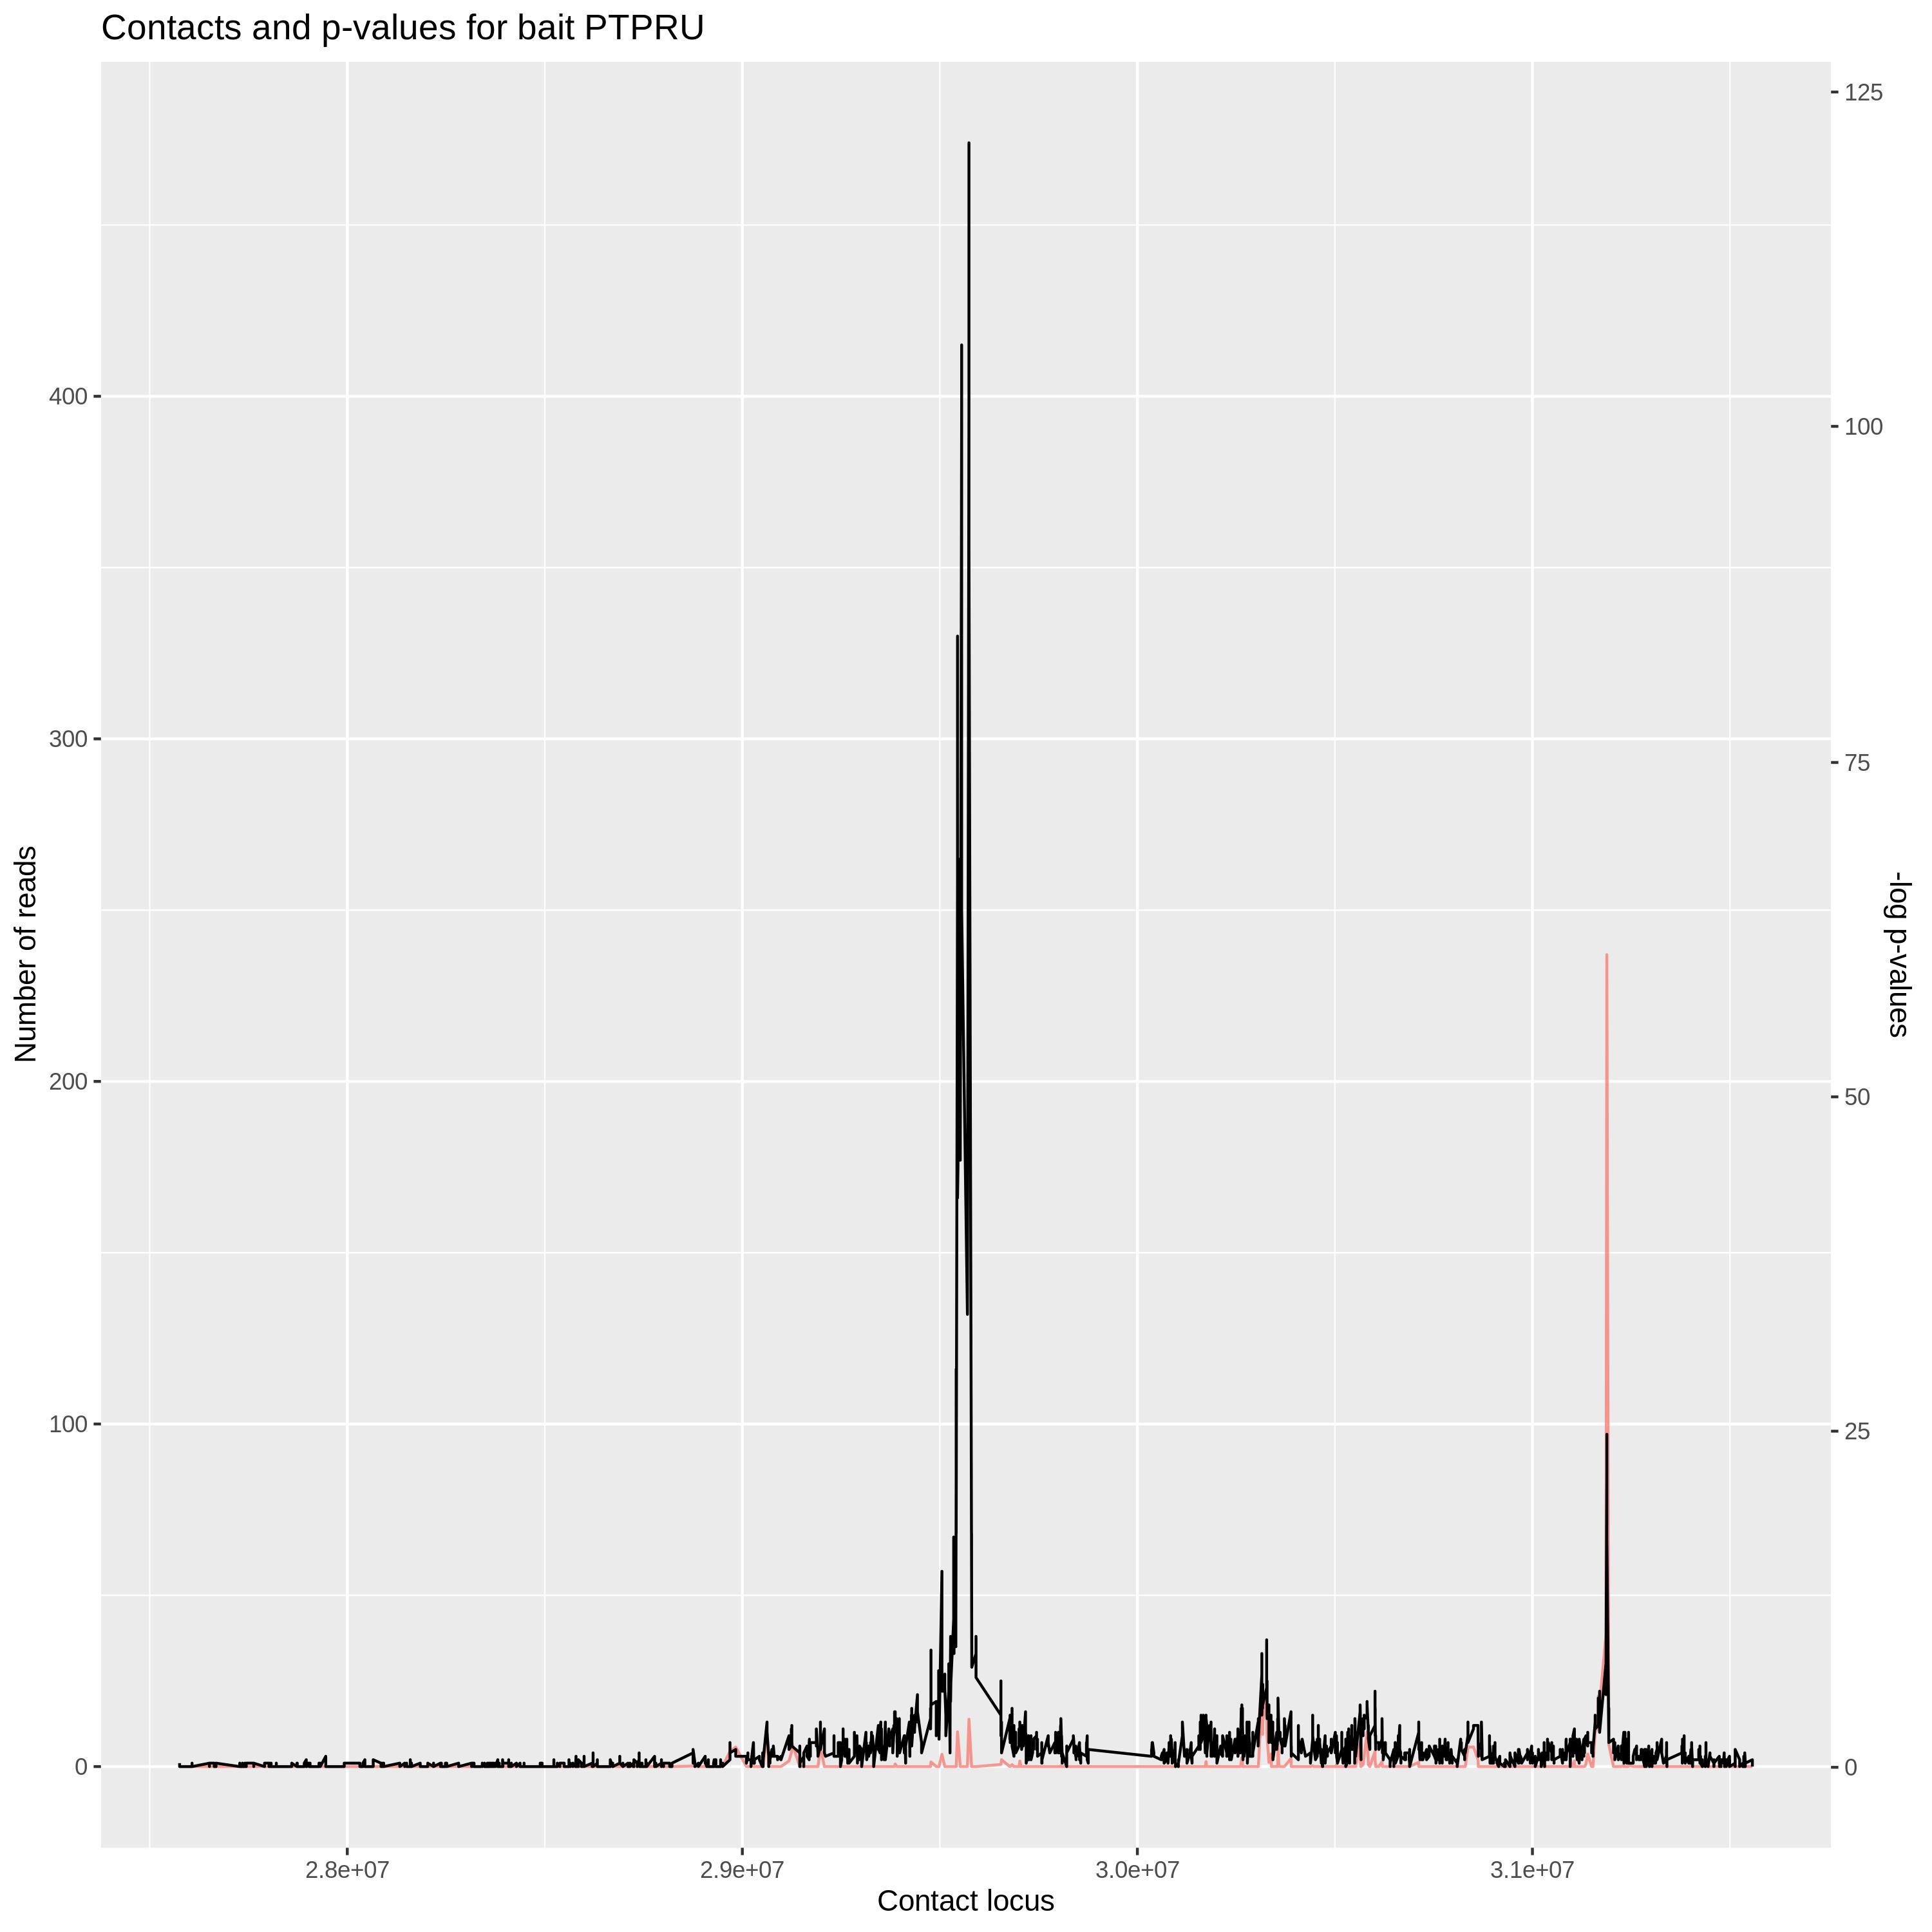 Contacts and p-values for bait PTPRU
125
100
75
50
25
0
400
300
200
100
0
Number of reads
-log p-values
2.8e+07 2.9e+07 3.0e+07 3.1e+07
Contact locus